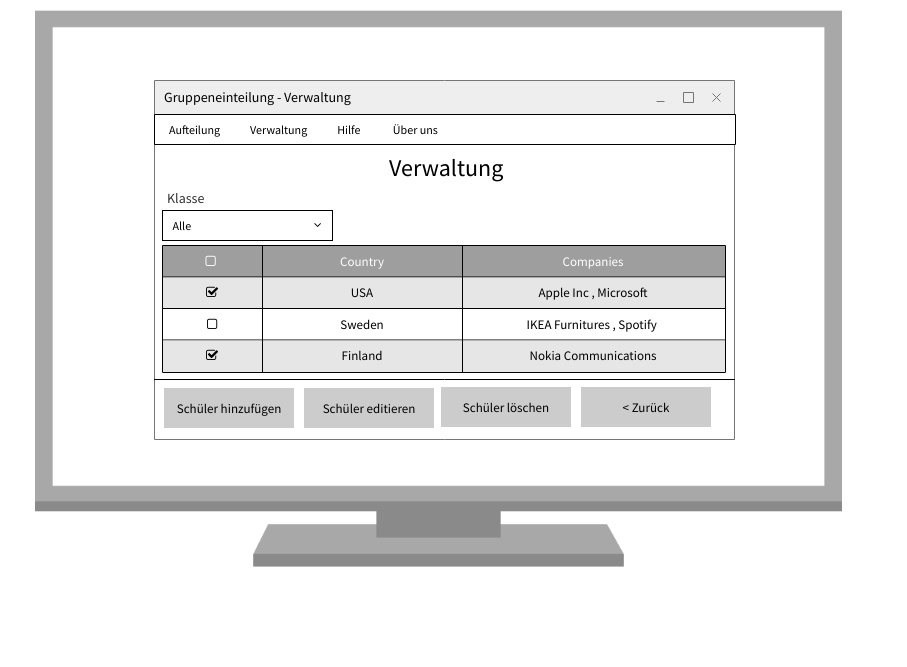 Gruppeneinteilung - Verwaltung
Aufteilung Verwaltung Hilfe Über uns
Verwaltung
Klasse
Alle
Country Companies
USA Apple Inc , Microsoft
Sweden IKEA Furnitures , Spotify
Finland Nokia Communications
Schüler hinzufügen Schüler editieren Schüler löschen < Zurück